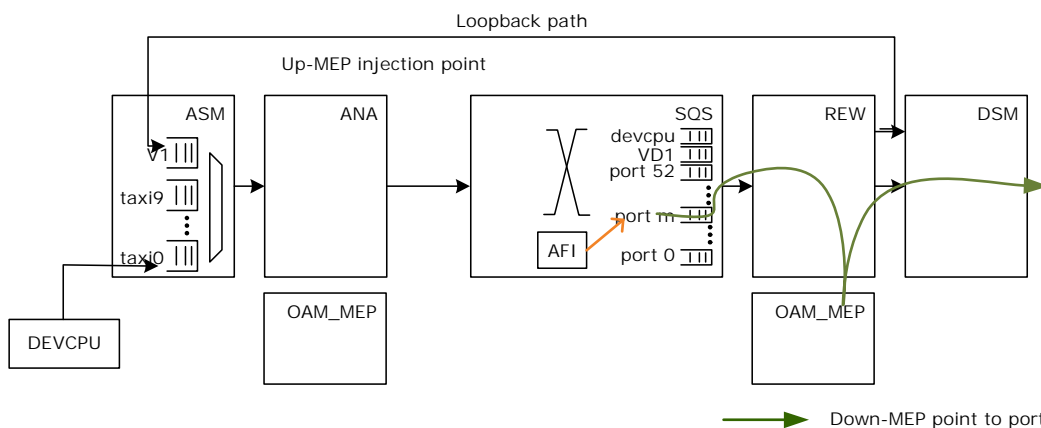 Loopback path
Up-MEP injection point
ASM
ANA
SQS
REW
DSM
devcpu
V1
VD1
port 52
taxi9
port m
AFI
taxi0
port 0
OAM_MEP
OAM_MEP
DEVCPU
Down-MEP point to port